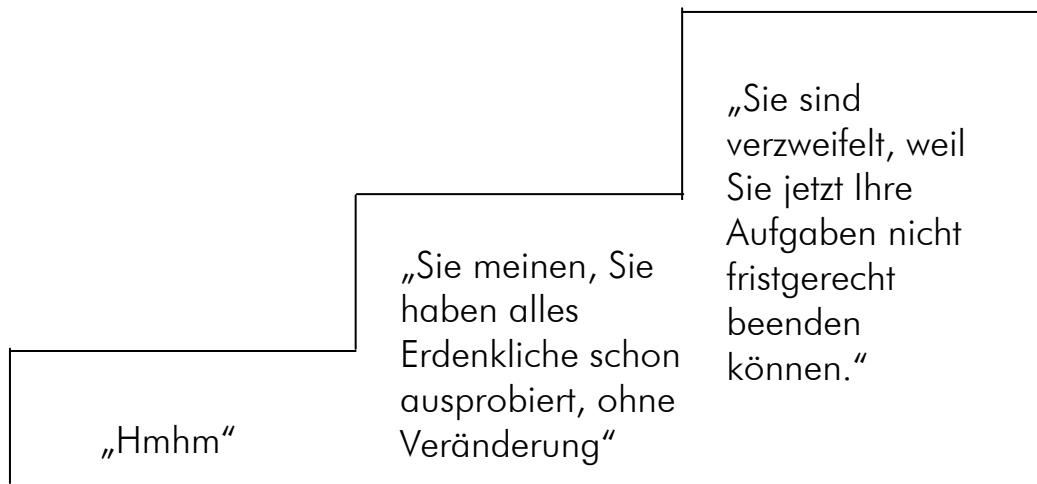 „Hmhm“
„Sie meinen, Sie
haben alles
Erdenkliche schon
ausprobiert, ohne
Veränderung“
„Sie sind
verzweifelt, weil
Sie jetzt Ihre
Aufgaben nicht
fristgerecht
beenden
können.“